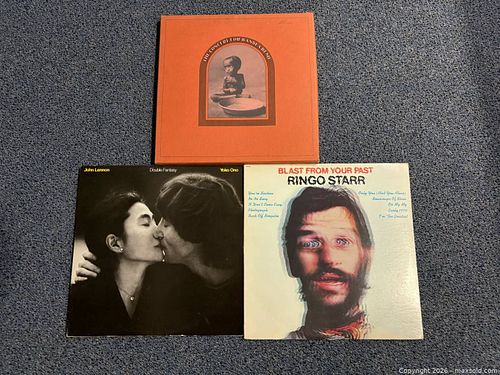 THE CONCERT FOR BANGLADESH
John Lennon
Double Fantasy
Yoko Ono
BLAST FROM YOUR PAST
RINGO STARR
You're Sixteen
No No Song
It Don't Come Easy
Photograph
Back Off Boogaloo
Only You (And You Alone)
Beaucoups Of Blues
Oh My My
Early 1970
I'm The Greatest
Copyright 2026 - maxsold.com